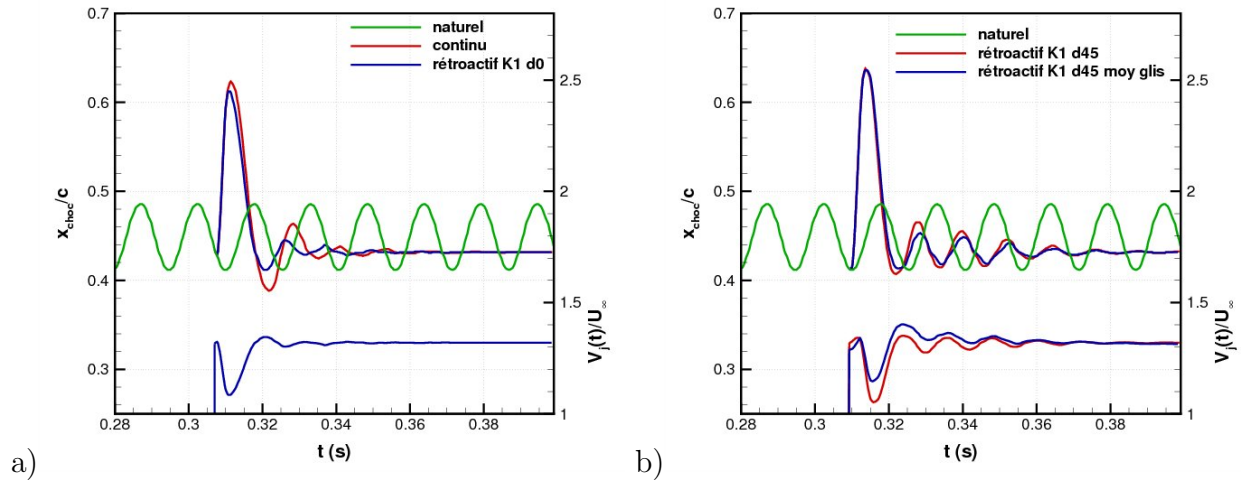 0.7
0.6
0.5
0.4
0.3
x_choc/c
naturel
continu
rétroactif K1 d0
2.5
2
1.5
1
V_j(t)/U_∞
0.28 0.3 0.32 0.34 0.36 0.38
t (s)
a)
0.7
0.6
0.5
0.4
0.3
x_choc/c
naturel
rétroactif K1 d45
rétroactif K1 d45 moy glis
2.5
2
1.5
1
V_j(t)/U_∞
0.28 0.3 0.32 0.34 0.36 0.38
t (s)
b)